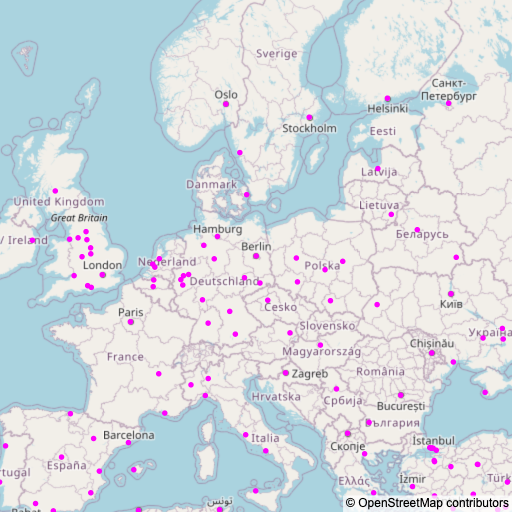 Sverige
Oslo
Санкт-
Петербург
Helsinki
Stockholm
Eesti
Latvija
Danmark
Lietuva
United Kingdom
Great Britain
Hamburg
Беларусь
/ Ireland
Berlin
Nederland
London
Polska
Deutschland
Česko
Київ
Paris
Slovensko
Україна
Chișinău
France
Magyarország
Zagreb
România
Hrvatska
Србија
București
България
Barcelona
Italia
Скопје
İstanbul
España
Ελλάς
İzmir
تونس
Rabat
© OpenStreetMap contributors